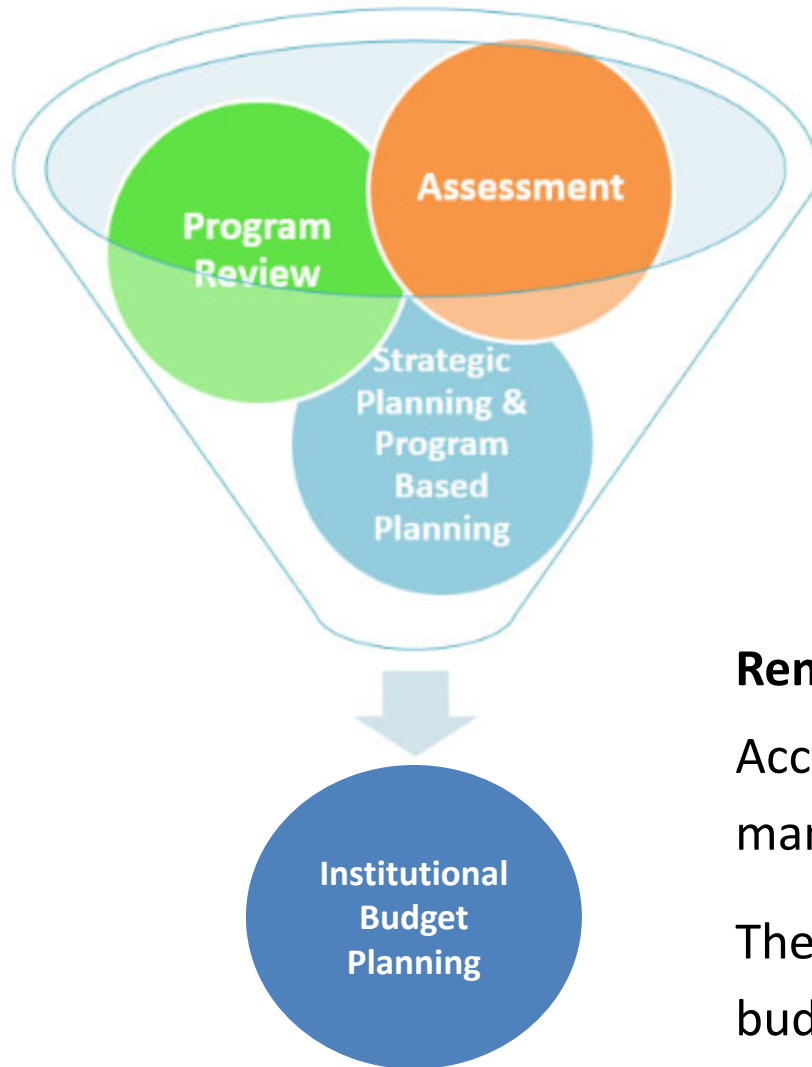 Assessment
Program
Review
Strategic
Planning &
Program
Based
Planning
Institutional
Budget
Planning